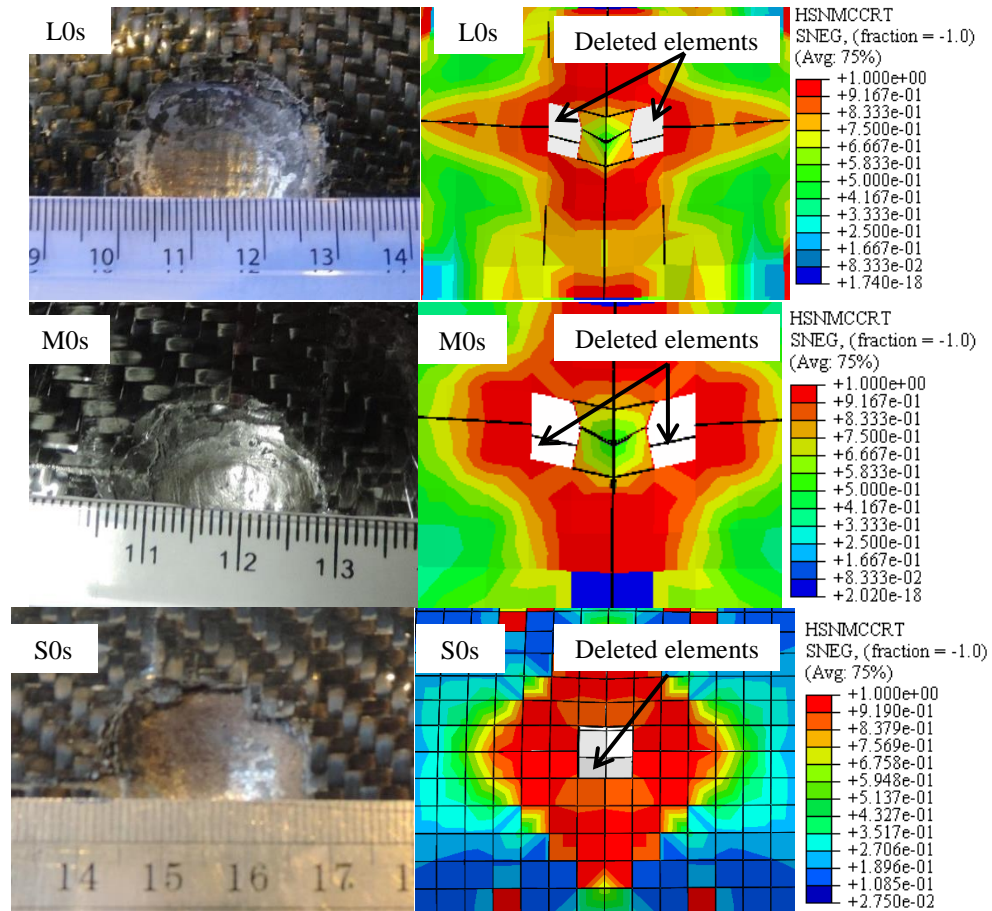 L0s
9 10 11 12 13 14
L0s
Deleted elements
HSNMCCRT
SNEG, (fraction = -1.0)
(Avg: 75%)
+1.000e+00
+9.167e-01
+8.333e-01
+7.500e-01
+6.667e-01
+5.833e-01
+5.000e-01
+4.167e-01
+3.333e-01
+2.500e-01
+1.667e-01
+8.333e-02
+1.740e-18
M0s
11 12 13
M0s
Deleted elements
HSNMCCRT
SNEG, (fraction = -1.0)
(Avg: 75%)
+1.000e+00
+9.167e-01
+8.333e-01
+7.500e-01
+6.667e-01
+5.833e-01
+5.000e-01
+4.167e-01
+3.333e-01
+2.500e-01
+1.667e-01
+8.333e-02
+2.020e-18
S0s
14 15 16 17 1
S0s
Deleted elements
HSNMCCRT
SNEG, (fraction = -1.0)
(Avg: 75%)
+1.000e+00
+9.190e-01
+8.379e-01
+7.569e-01
+6.758e-01
+5.948e-01
+5.137e-01
+4.327e-01
+3.517e-01
+2.706e-01
+1.896e-01
+1.085e-01
+2.750e-02